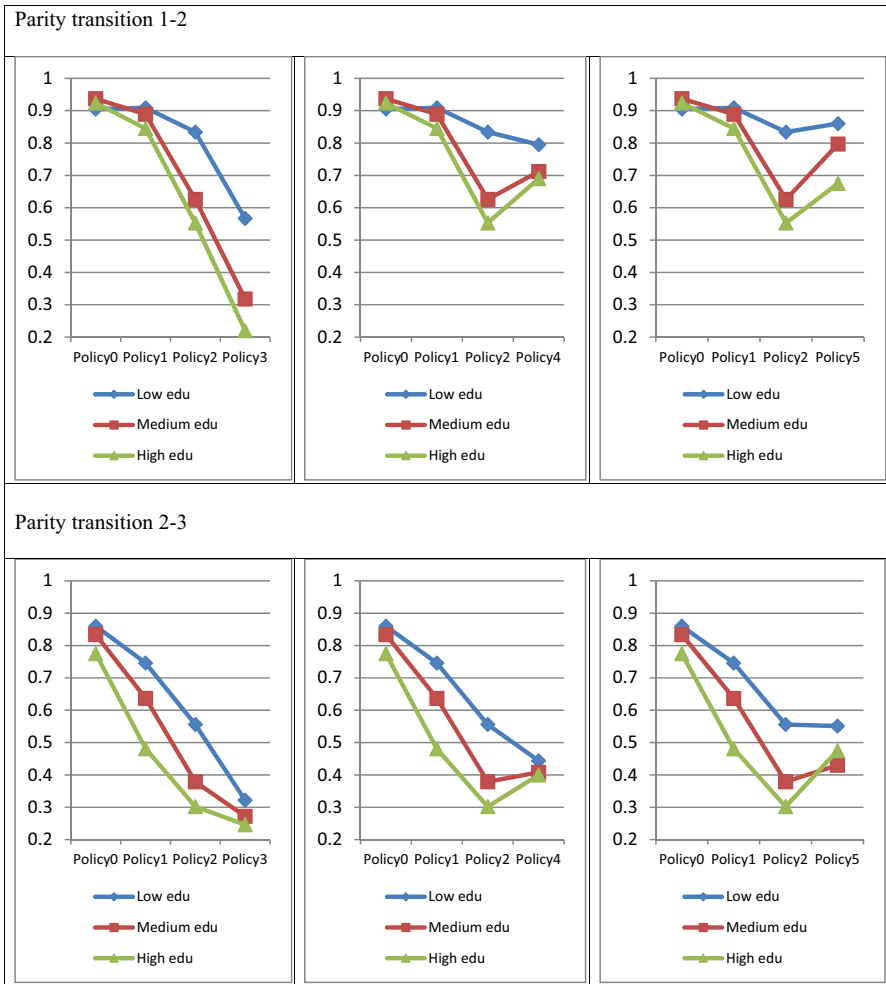 Parity transition 1-2
1
0.9
0.8
0.7
0.6
0.5
0.4
0.3
0.2
Policy0 Policy1 Policy2 Policy3
Low edu
Medium edu
High edu
1
0.9
0.8
0.7
0.6
0.5
0.4
0.3
0.2
Policy0 Policy1 Policy2 Policy4
Low edu
Medium edu
High edu
1
0.9
0.8
0.7
0.6
0.5
0.4
0.3
0.2
Policy0 Policy1 Policy2 Policy5
Low edu
Medium edu
High edu
Parity transition 2-3
1
0.9
0.8
0.7
0.6
0.5
0.4
0.3
0.2
Policy0 Policy1 Policy2 Policy3
Low edu
Medium edu
High edu
1
0.9
0.8
0.7
0.6
0.5
0.4
0.3
0.2
Policy0 Policy1 Policy2 Policy4
Low edu
Medium edu
High edu
1
0.9
0.8
0.7
0.6
0.5
0.4
0.3
0.2
Policy0 Policy1 Policy2 Policy5
Low edu
Medium edu
High edu